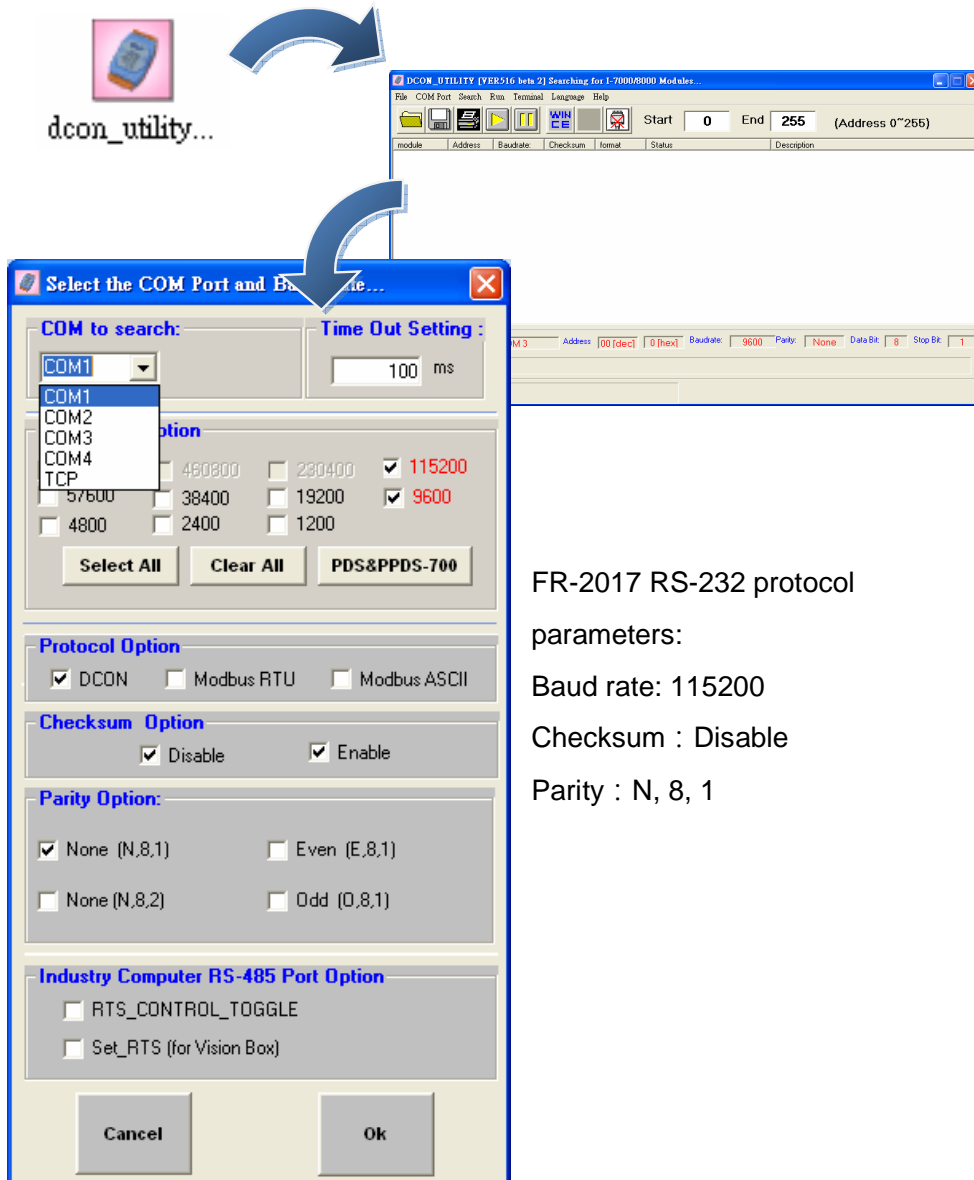 dcon_utility...
DCON_UTILITY [VER516 beta 2] Searching for I-7000/8000 Modules...
File COM Port Search Run Terminal Language Help
WIN CE Start 0 End 255 (Address 0~255)
module Address Baudrate: Checksum format Status Description
M 3 Address 00 [dec] 0 [hex] Baudrate: 9600 Parity: None Data Bit: 8 Stop Bit: 1
Select the COM Port and Ba
COM to search: Time Out Setting :
COM1 100 ms
COM1
COM2
COM3
COM4
TCP
ption
460800 230400 115200
57600 38400 19200 9600
4800 2400 1200
Select All Clear All PDS&PPDS-700
Protocol Option
DCON Modbus RTU Modbus ASCII
Checksum Option
Disable Enable
Parity Option:
None (N,8,1) Even (E,8,1)
None (N,8,2) Odd (O,8,1)
Industry Computer RS-485 Port Option
RTS_CONTROL_TOGGLE
Set_RTS (for Vision Box)
Cancel Ok
FR-2017 RS-232 protocol
parameters:
Baud rate: 115200
Checksum：Disable
Parity：N, 8, 1